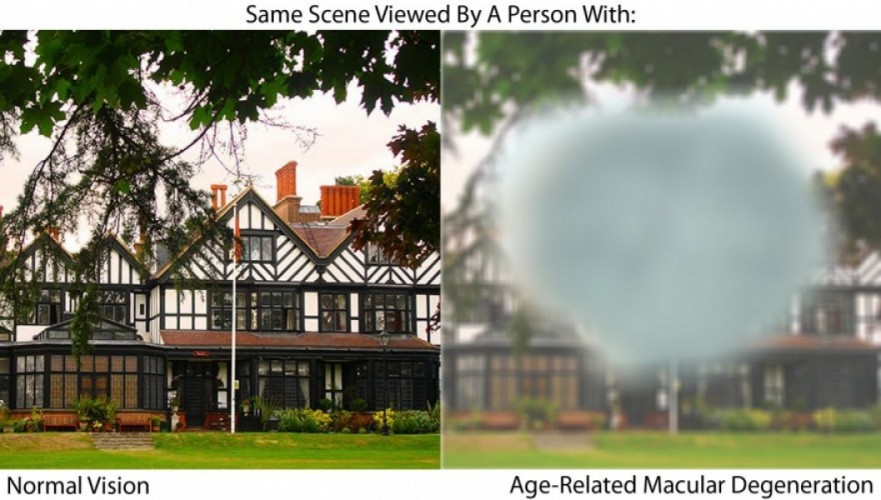 Same Scene Viewed By A Person With:
Normal Vision
Age-Related Macular Degeneration